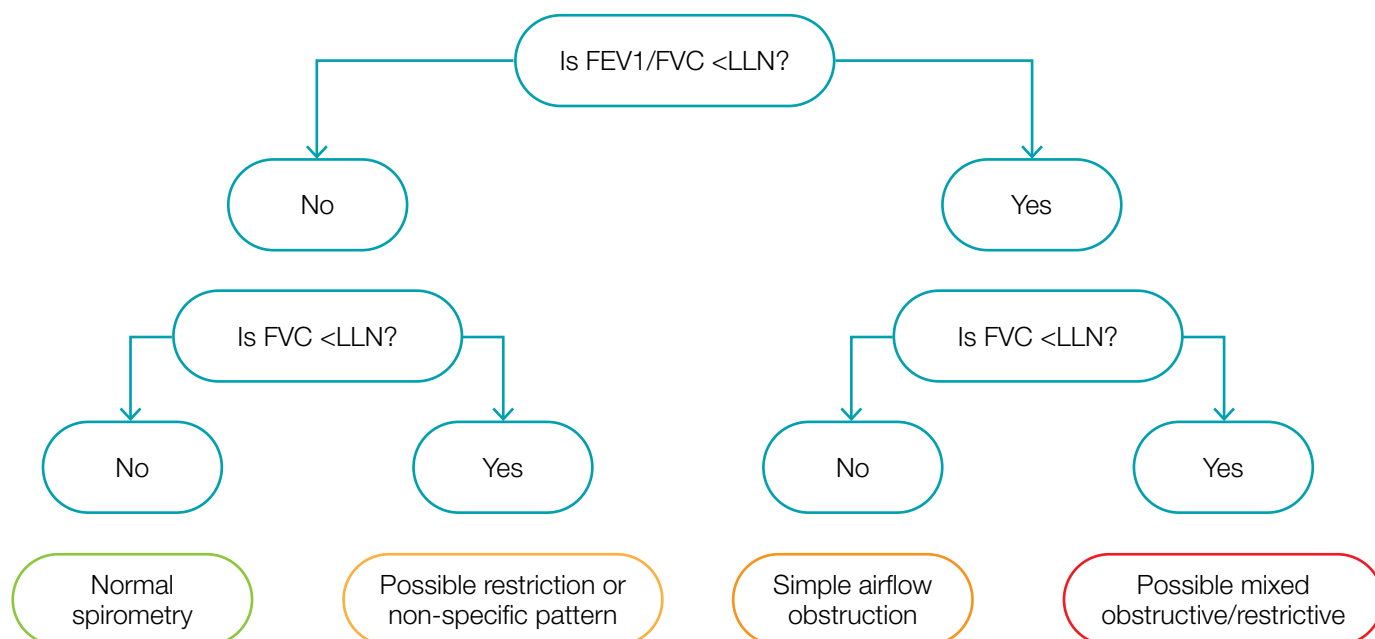 Is FEV1/FVC <LLN?
No
Yes
Is FVC <LLN?
Is FVC <LLN?
No
Yes
No
Yes
Normal
spirometry
Possible restriction or
non-specific pattern
Simple airflow
obstruction
Possible mixed
obstructive/restrictive